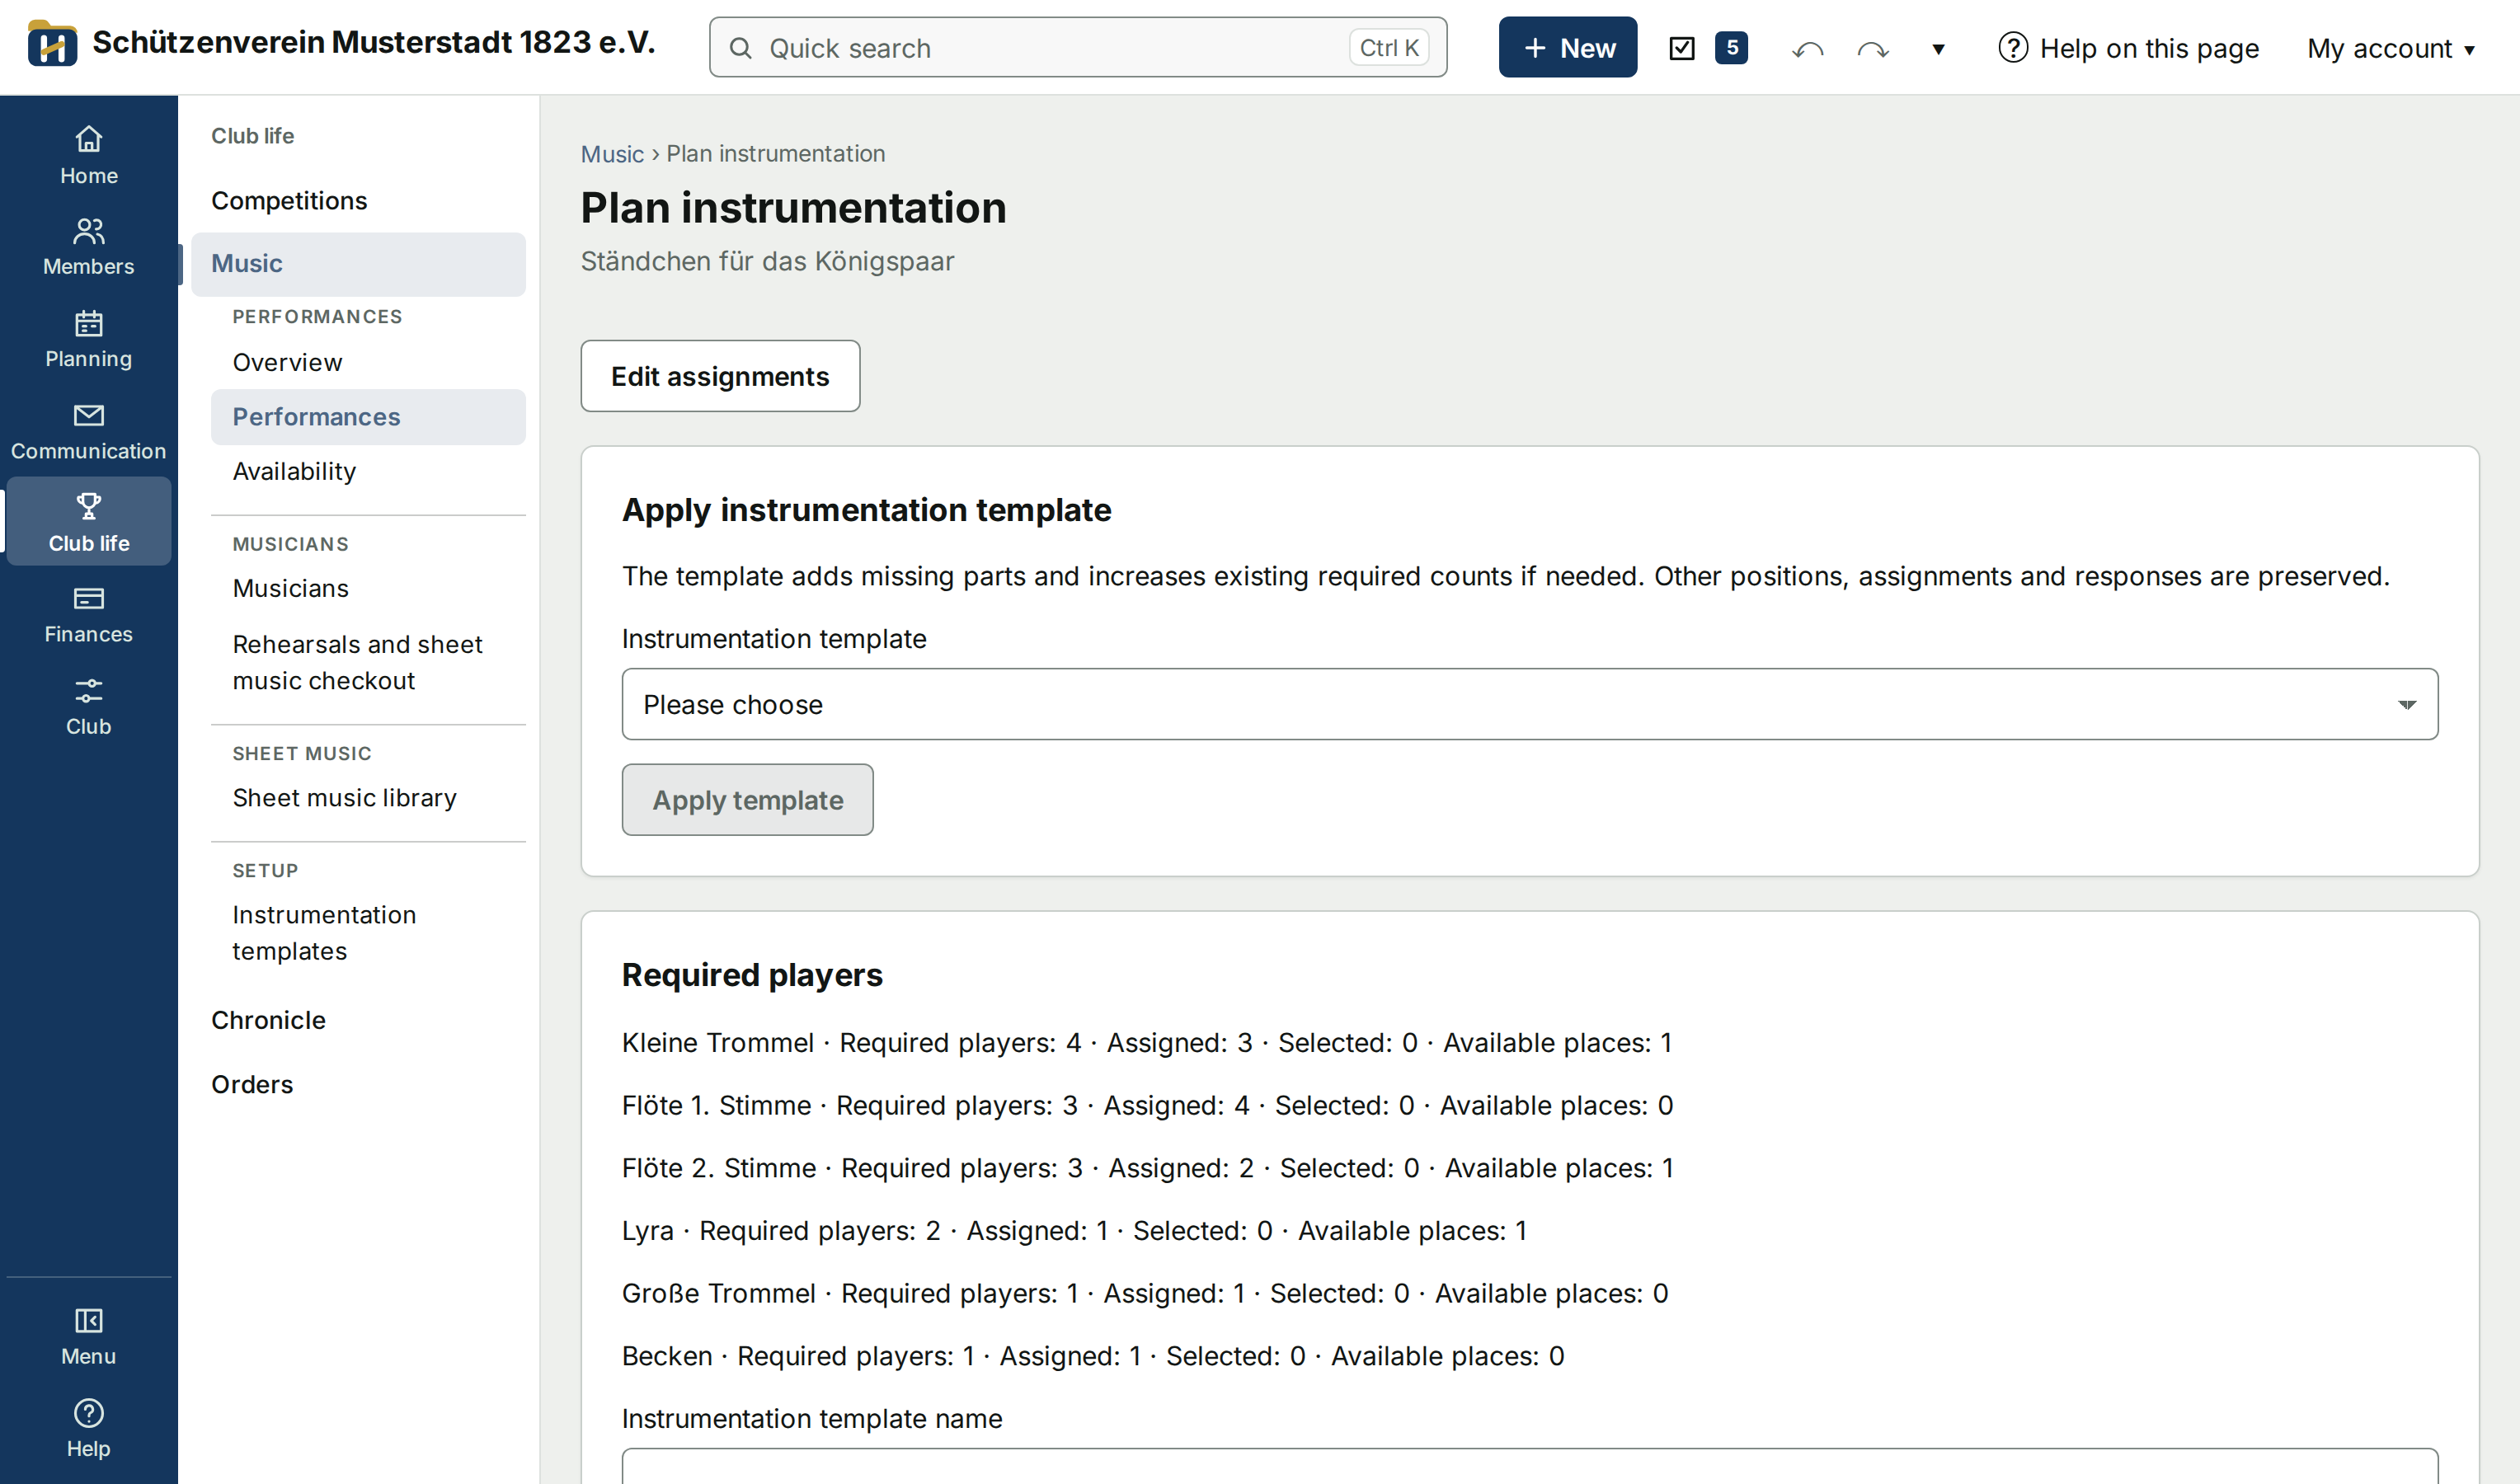 Schützenverein Musterstadt 1823 e.V.
Quick search
Ctrl K
New
5
Help on this page
My account
Home
Members
Planning
Communication
Club life
Finances
Club
Menu
Help
Club life
Competitions
Music
PERFORMANCES
Overview
Performances
Availability
MUSICIANS
Musicians
Rehearsals and sheet
music checkout
SHEET MUSIC
Sheet music library
SETUP
Instrumentation
templates
Chronicle
Orders
Music › Plan instrumentation
Plan instrumentation
Ständchen für das Königspaar
Edit assignments
Apply instrumentation template
The template adds missing parts and increases existing required counts if needed. Other positions, assignments and responses are preserved.
Instrumentation template
Please choose
Apply template
Required players
Kleine Trommel · Required players: 4 · Assigned: 3 · Selected: 0 · Available places: 1
Flöte 1. Stimme · Required players: 3 · Assigned: 4 · Selected: 0 · Available places: 0
Flöte 2. Stimme · Required players: 3 · Assigned: 2 · Selected: 0 · Available places: 1
Lyra · Required players: 2 · Assigned: 1 · Selected: 0 · Available places: 1
Große Trommel · Required players: 1 · Assigned: 1 · Selected: 0 · Available places: 0
Becken · Required players: 1 · Assigned: 1 · Selected: 0 · Available places: 0
Instrumentation template name